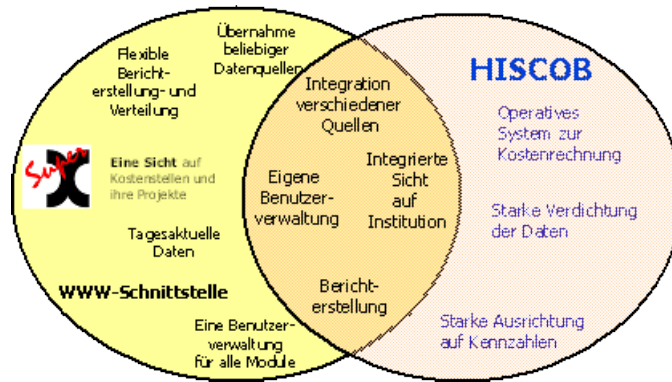 Flexible
Bericht-
erstellung- und
Verteilung
Übernahme
beliebiger
Datenquellen
Super
X
Eine Sicht auf
Kostenstellen und
ihre Projekte
Tagesaktuelle
Daten
WWW-Schnittstelle
Eine Benutzer-
verwaltung
für alle Module
Integration
verschiedener
Quellen
Eigene
Benutzer-
verwaltung
Integrierte
Sicht
auf
Institution
Bericht-
erstellung
HISCOB
Operatives
System zur
Kostenrechnung
Starke Verdichtung
der Daten
Starke Ausrichtung
auf Kennzahlen